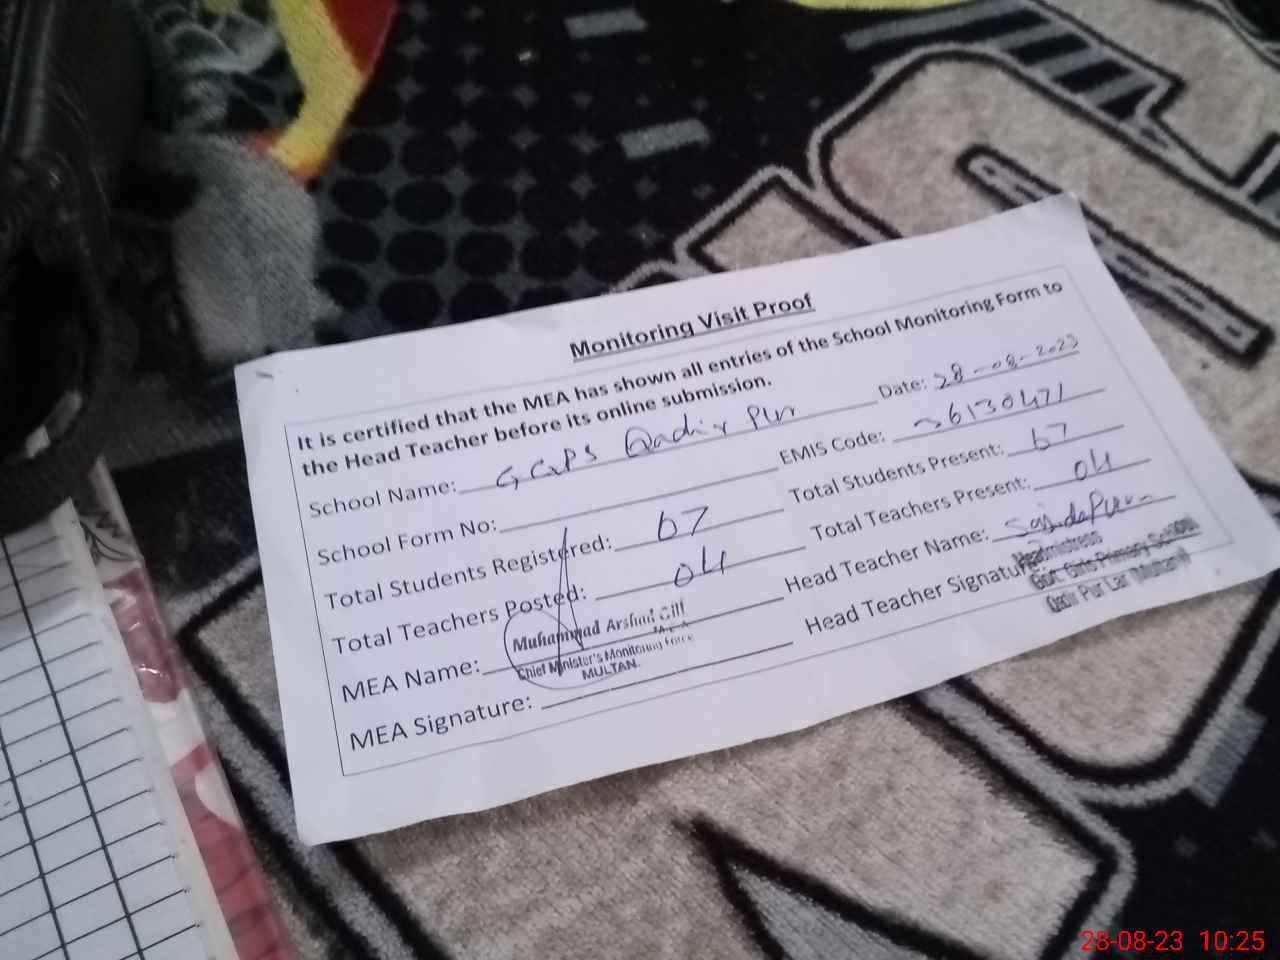 Monitoring Visit Proof
It is certified that the MEA has shown all entries of the School Monitoring Form to
the Head Teacher before its online submission.
School Name: GGPS Qadir Pur Date: 28-08-2023
School Form No: EMIS Code: 36130471
Total Students Registered: 67 Total Students Present: 67
Total Teachers Posted: 04 Total Teachers Present: 04
MEA Name: Muhammad Arshad Gill Head Teacher Name: Sajida
M.E.A
Chief Minister's Monitoring Force
MULTAN.
MEA Signature: Head Teacher Signature:
Headmistress
Govt. Girls Primary School
Qadir Pur Lar Multan
28-08-23 10:25